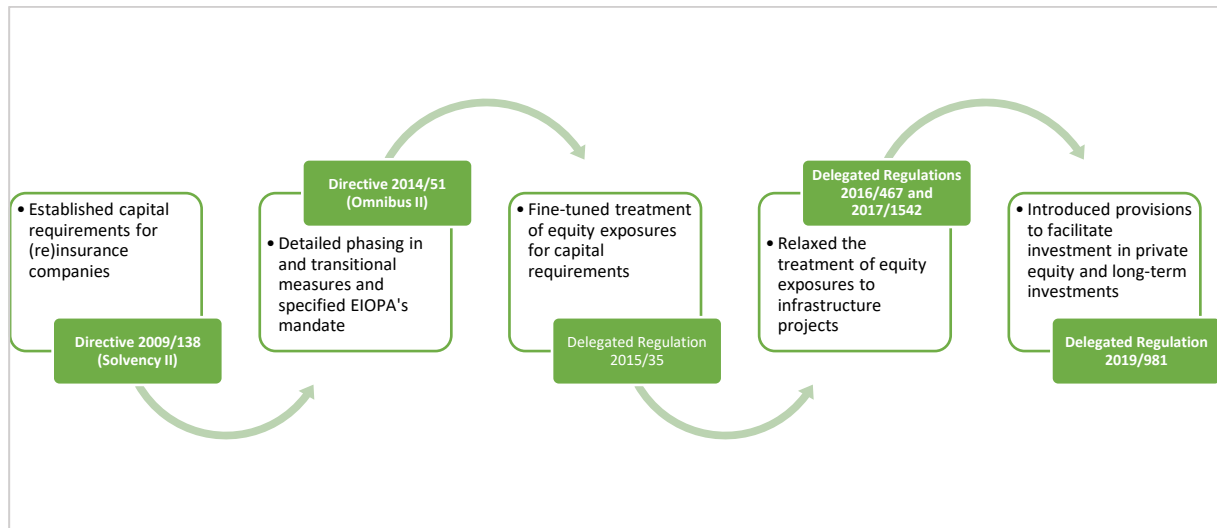 • Established capital
requirements for
(re)insurance
companies
Directive 2009/138
(Solvency II)
Directive 2014/51
(Omnibus II)
• Detailed phasing in
and transitional
measures and
specified EIOPA's
mandate
• Fine-tuned treatment
of equity exposures
for capital
requirements
Delegated Regulation
2015/35
Delegated Regulations
2016/467 and
2017/1542
• Relaxed the
treatment of equity
exposures to
infrastructure
projects
• Introduced provisions
to facilitate
investment in private
equity and long-term
investments
Delegated Regulation
2019/981